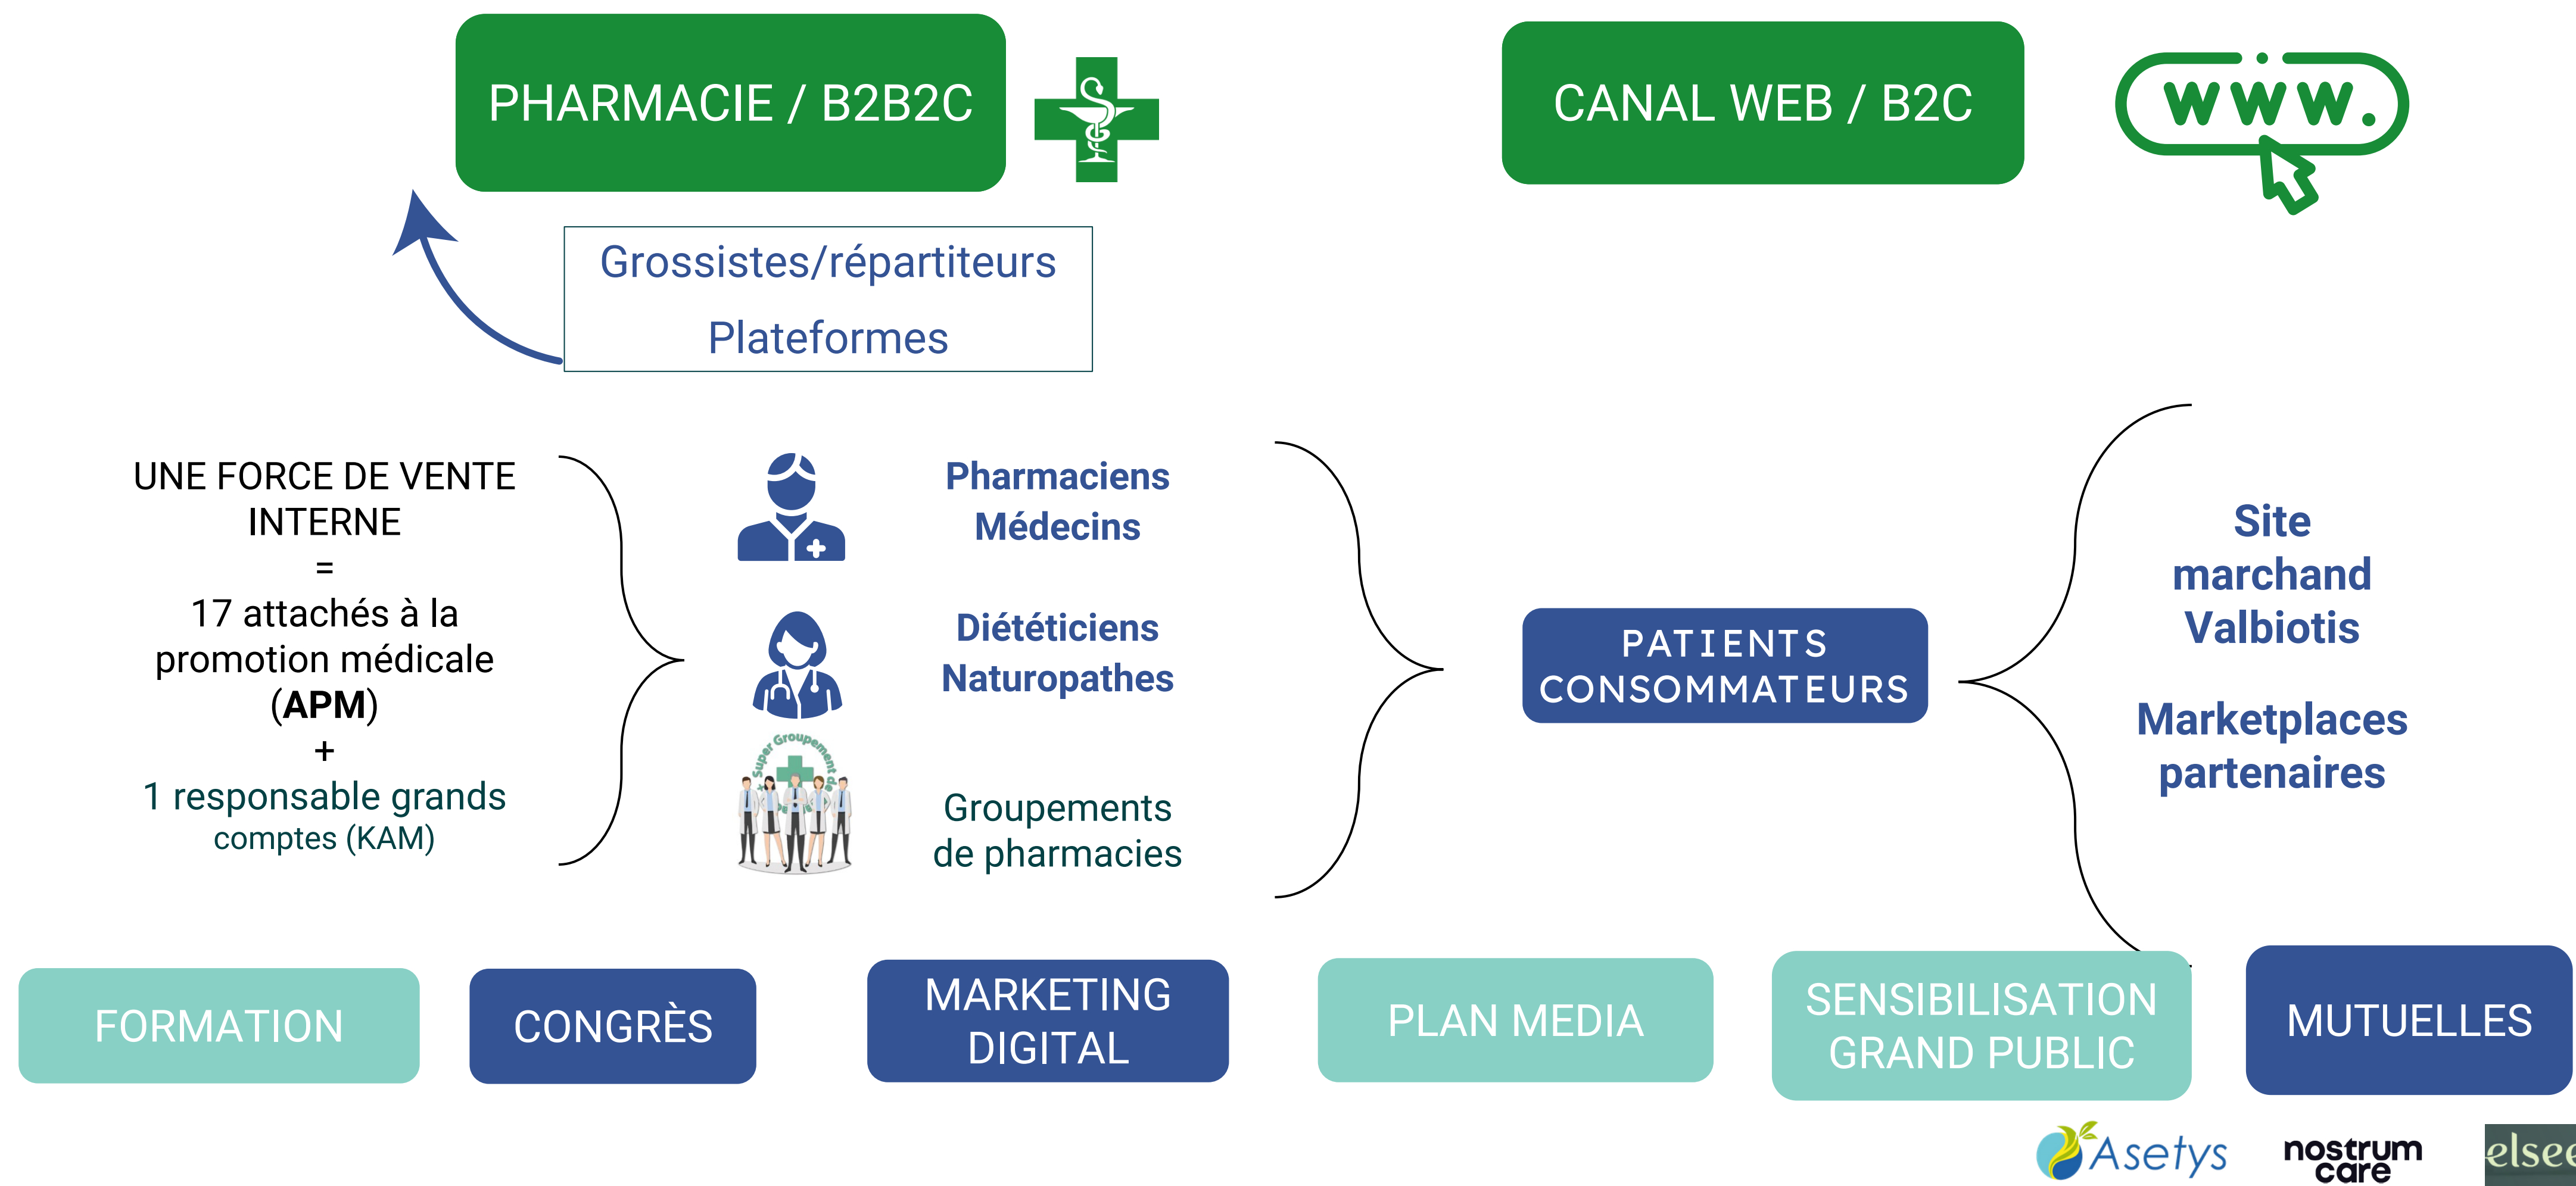 PHARMACIE / B2B2C
CANAL WEB / B2C
www.
Grossistes/répartiteurs
Plateformes
UNE FORCE DE VENTE
INTERNE
=
17 attachés à la
promotion médicale
(APM)
+
1 responsable grands
comptes (KAM)
Pharmaciens
Médecins
Diététiciens
Naturopathes
Super Groupement
Groupements
de pharmacies
PATIENTS
CONSOMMATEURS
Site
marchand
Valbiotis
Marketplaces
partenaires
FORMATION
CONGRÈS
MARKETING
DIGITAL
PLAN MEDIA
SENSIBILISATION
GRAND PUBLIC
MUTUELLES
Asetys
nostrum
care